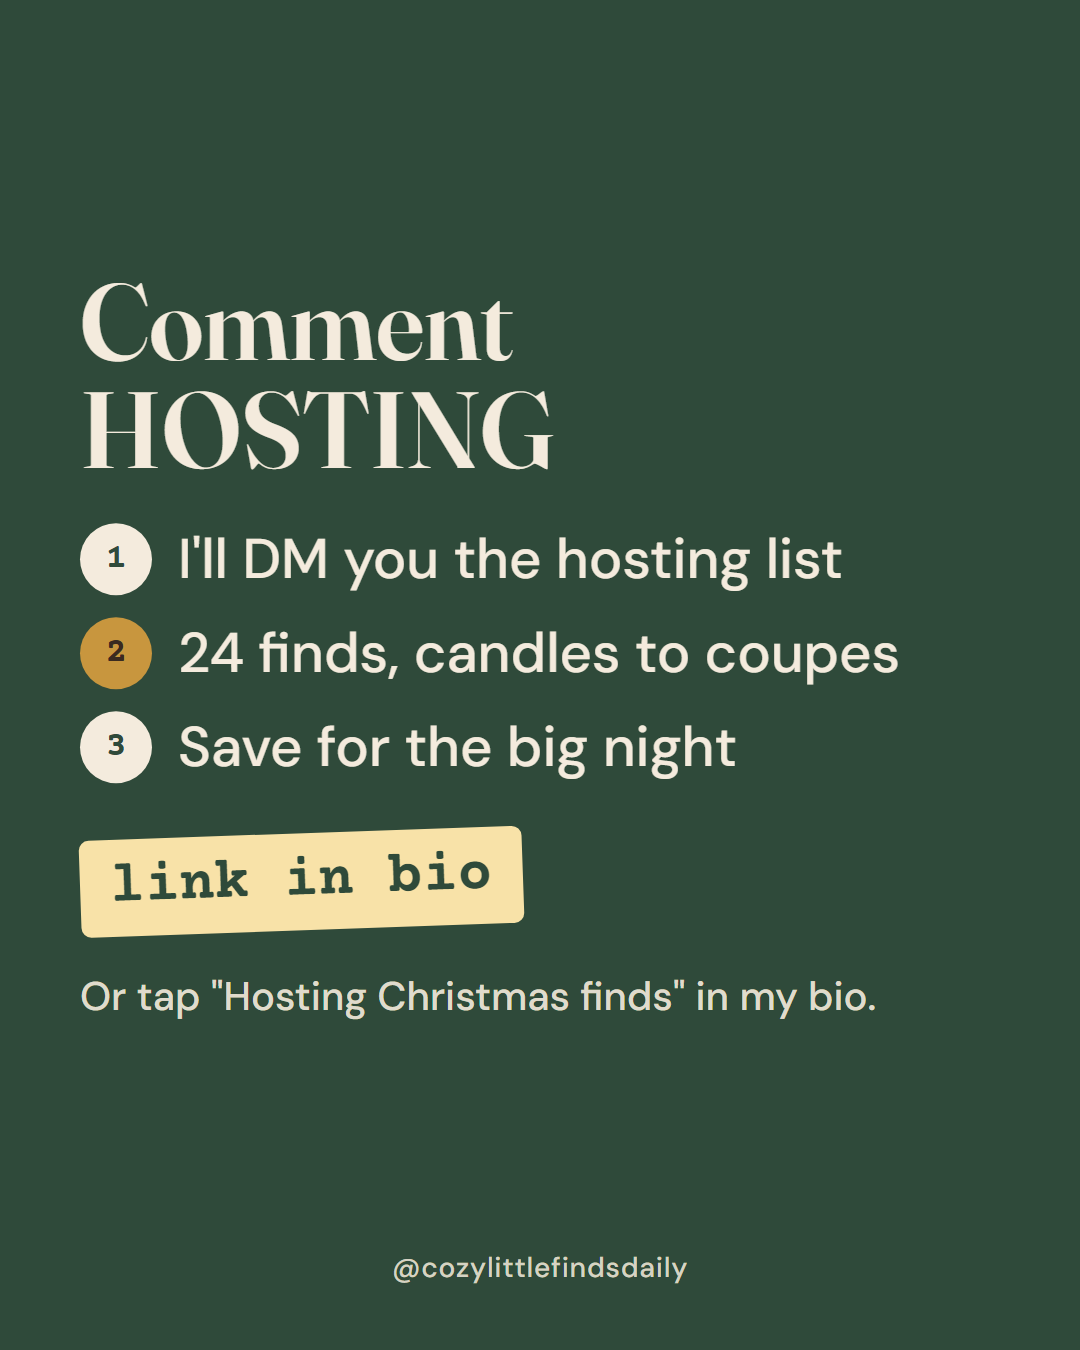 Comment
HOSTING
1 I'll DM you the hosting list
2 24 finds, candles to coupes
3 Save for the big night
link in bio
Or tap "Hosting Christmas finds" in my bio.
@cozylittlefindsdaily